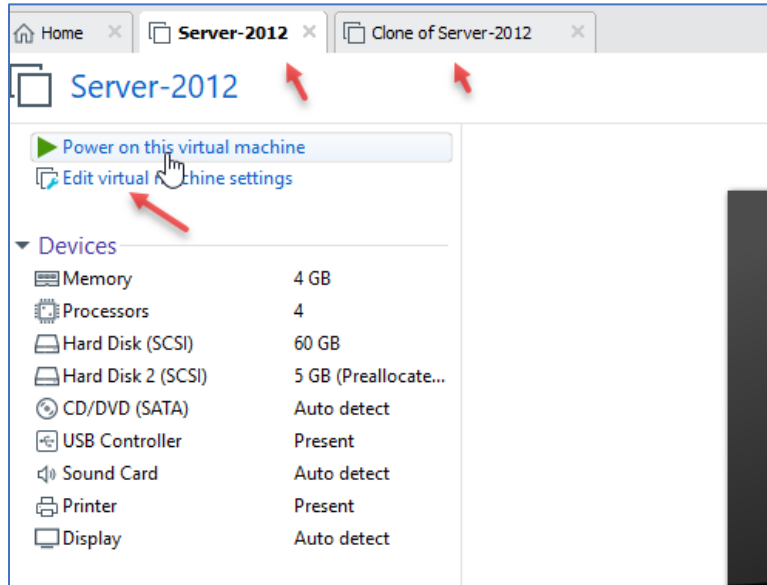 Home Server-2012 Clone of Server-2012
Server-2012
Power on this virtual machine
Edit virtual machine settings
Devices
Memory 4 GB
Processors 4
Hard Disk (SCSI) 60 GB
Hard Disk 2 (SCSI) 5 GB (Preallocate...
CD/DVD (SATA) Auto detect
USB Controller Present
Sound Card Auto detect
Printer Present
Display Auto detect